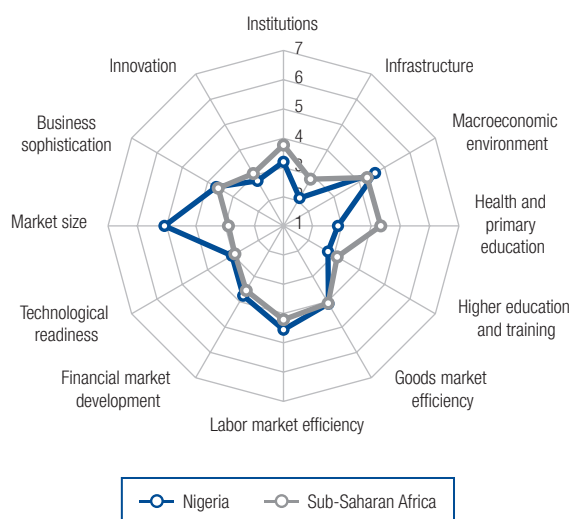 Institutions
7
6
5
4
3
2
1
Infrastructure
Macroeconomic
environment
Health and
primary
education
Higher education
and training
Goods market
efficiency
Labor market efficiency
Financial market
development
Technological
readiness
Market size
Business
sophistication
Innovation
Nigeria
Sub-Saharan Africa